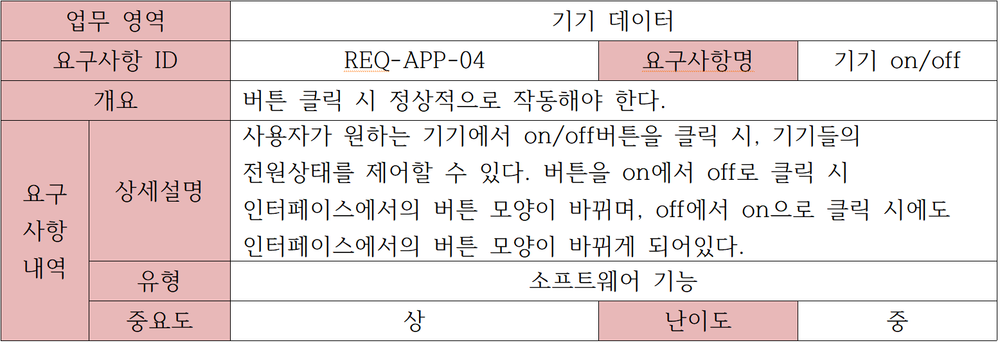 업무 영역 기기 데이터
요구사항 ID REQ-APP-04 요구사항명 기기 on/off
개요 버튼 클릭 시 정상적으로 작동해야 한다.
요구
사항
내역
상세설명
사용자가 원하는 기기에서 on/off버튼을 클릭 시, 기기들의
전원상태를 제어할 수 있다. 버튼을 on에서 off로 클릭 시
인터페이스에서의 버튼 모양이 바뀌며, off에서 on으로 클릭 시에도
인터페이스에서의 버튼 모양이 바뀌게 되어있다.
유형 소프트웨어 기능
중요도 상 난이도 중